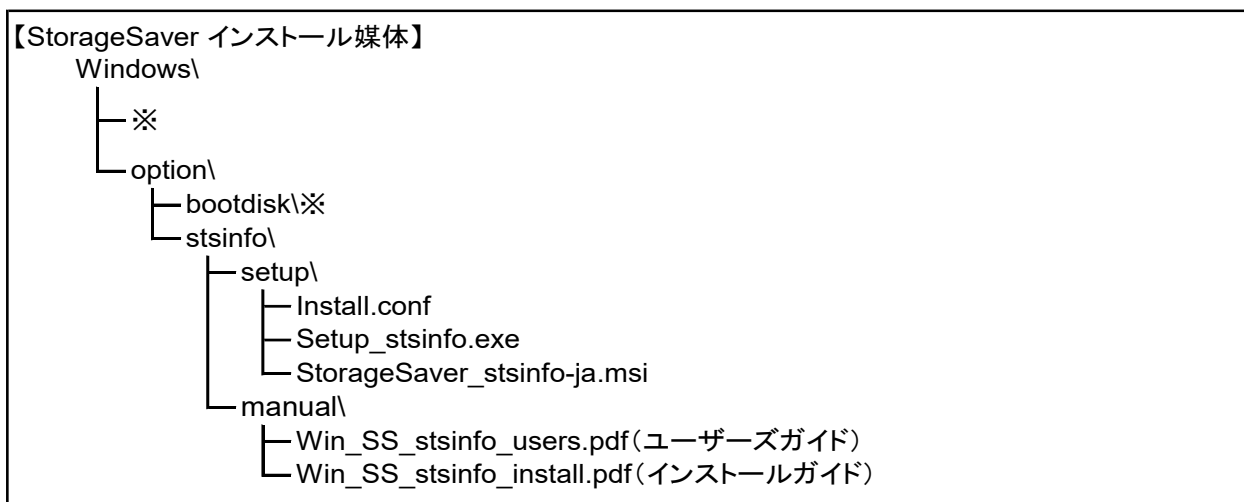 【StorageSaver インストール媒体】
Windows\
※
option\
bootdisk\※
stsinfo\
setup\
Install.conf
Setup_stsinfo.exe
StorageSaver_stsinfo-ja.msi
manual\
Win_SS_stsinfo_users.pdf（ユーザーズガイド）
Win_SS_stsinfo_install.pdf（インストールガイド）